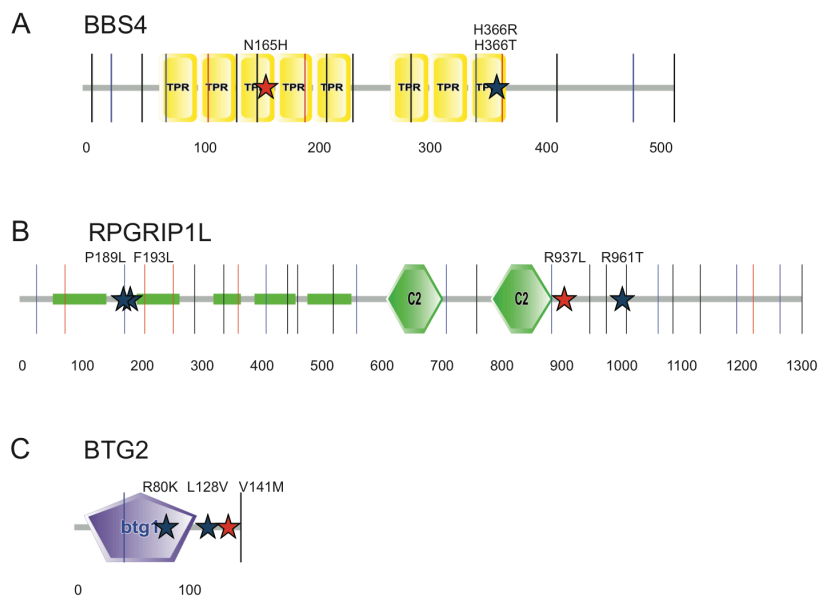 A
BBS4
H366R
N165H
H366T
TPR TPR TPR TPR TPR TPR TPR TPR
0 100 200 300 400 500
B
RPGRIP1L
P189L F193L R937L R961T
C2 C2
0 100 200 300 400 500 600 700 800 900 1000 1100 1200 1300
C
BTG2
R80K L128V V141M
btg1
0 100